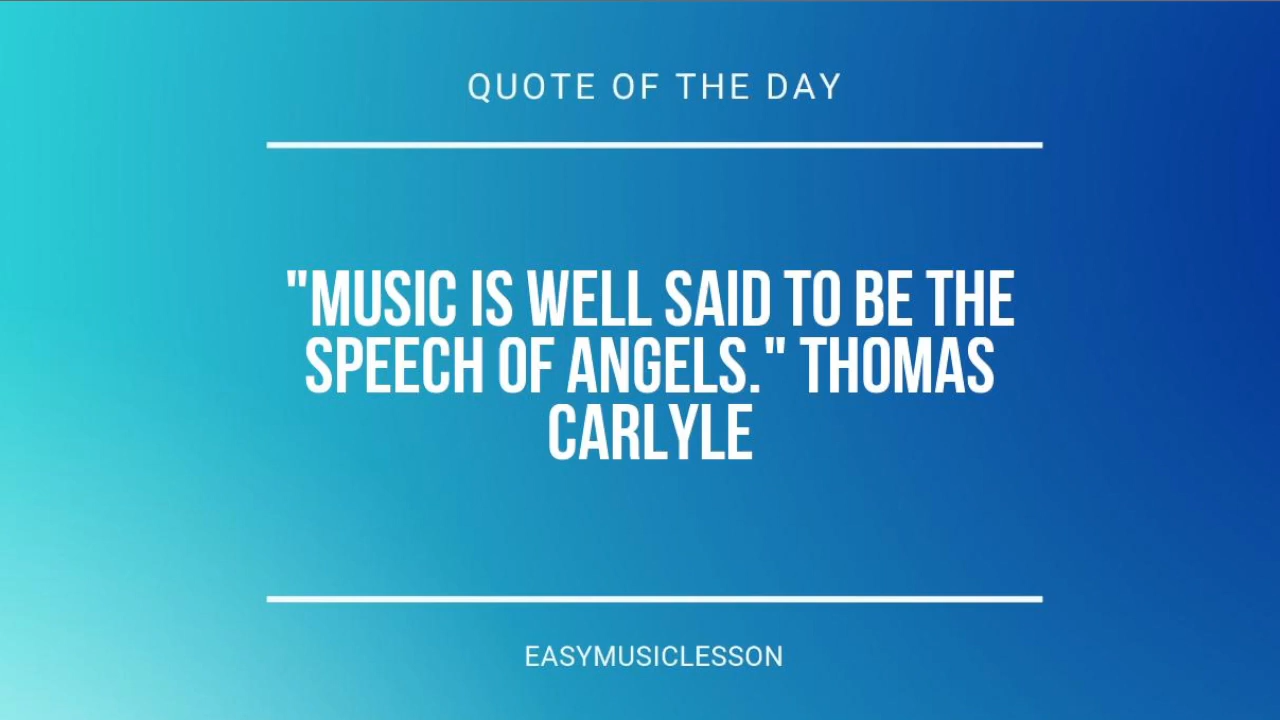 QUOTE OF THE DAY
"MUSIC IS WELL SAID TO BE THE
SPEECH OF ANGELS." THOMAS
CARLYLE
EASYMUSICLESSON